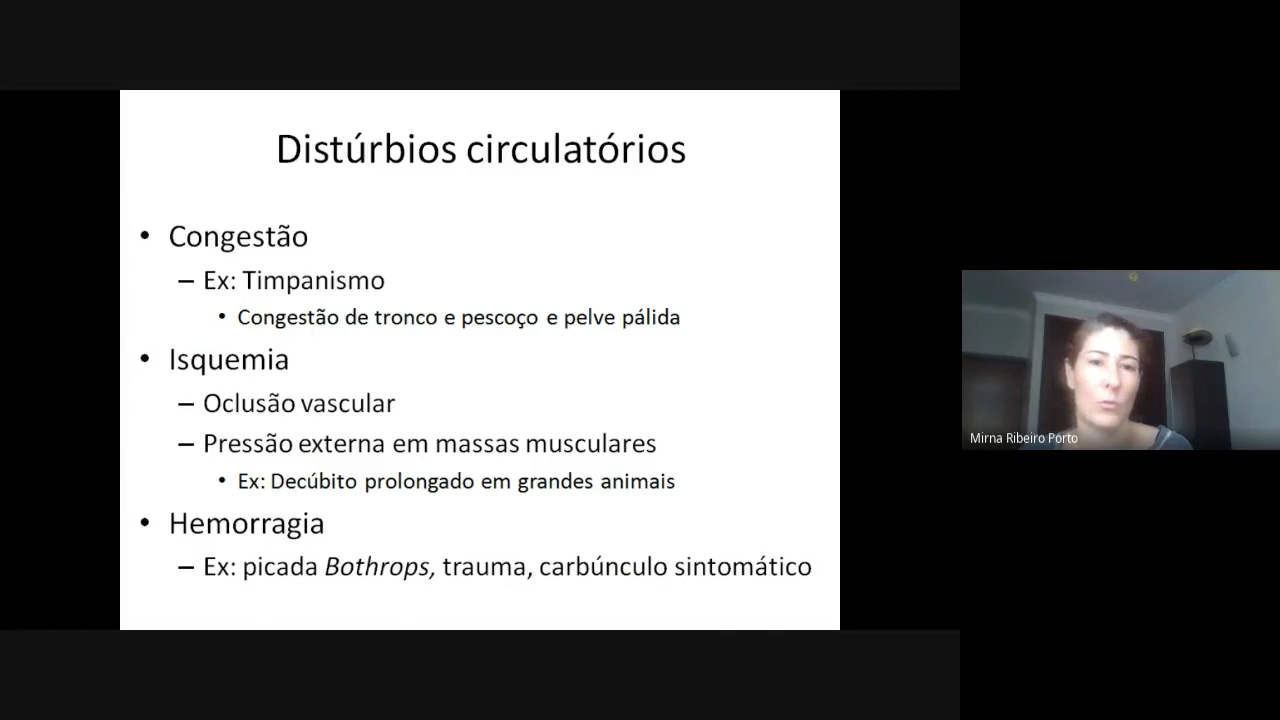 Distúrbios circulatórios
• Congestão
– Ex: Timpanismo
• Congestão de tronco e pescoço e pelve pálida
• Isquemia
– Oclusão vascular
– Pressão externa em massas musculares
• Ex: Decúbito prolongado em grandes animais
• Hemorragia
– Ex: picada Bothrops, trauma, carbúnculo sintomático
Mirna Ribeiro Porto